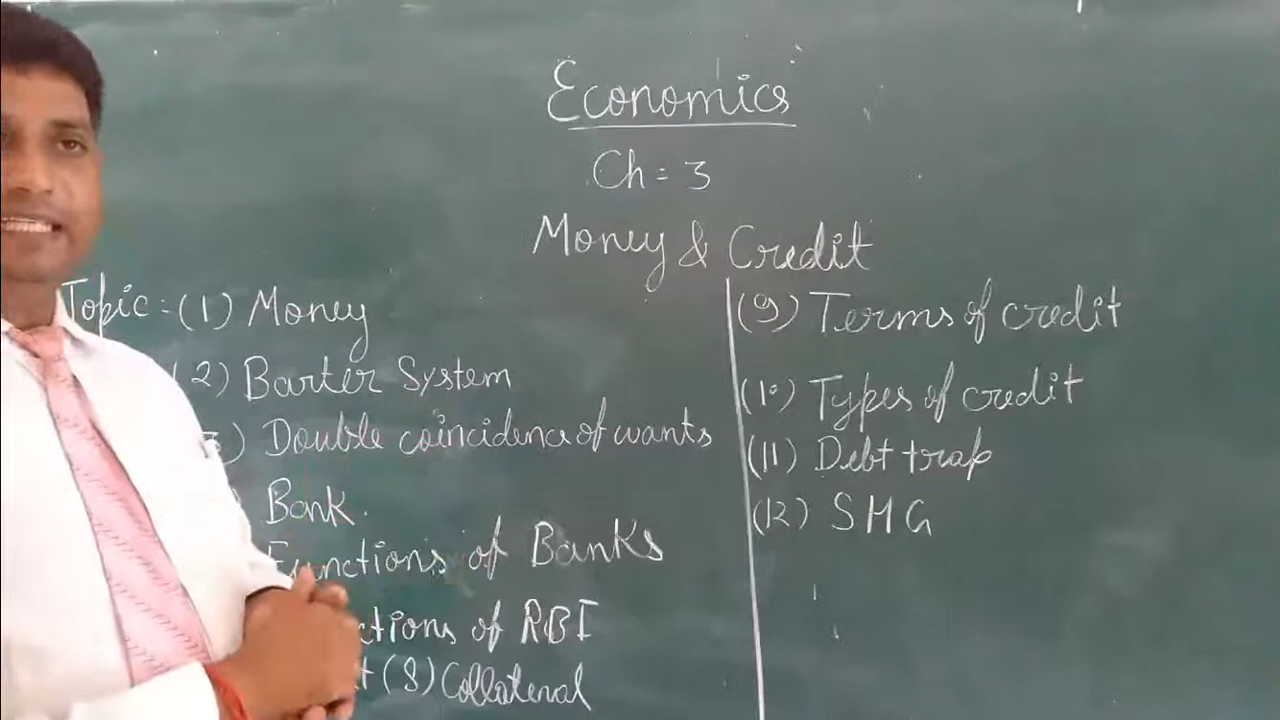 Economics
Ch = 3
Money & Credit
Topic :- (1) Money
2) Barter System
) Double coincidence of wants
Bank.
Functions of Banks
ctions of RBI
t (8) Collateral
(9) Terms of credit
(10) Types of credit
(11) Debt trap
(12) SHG